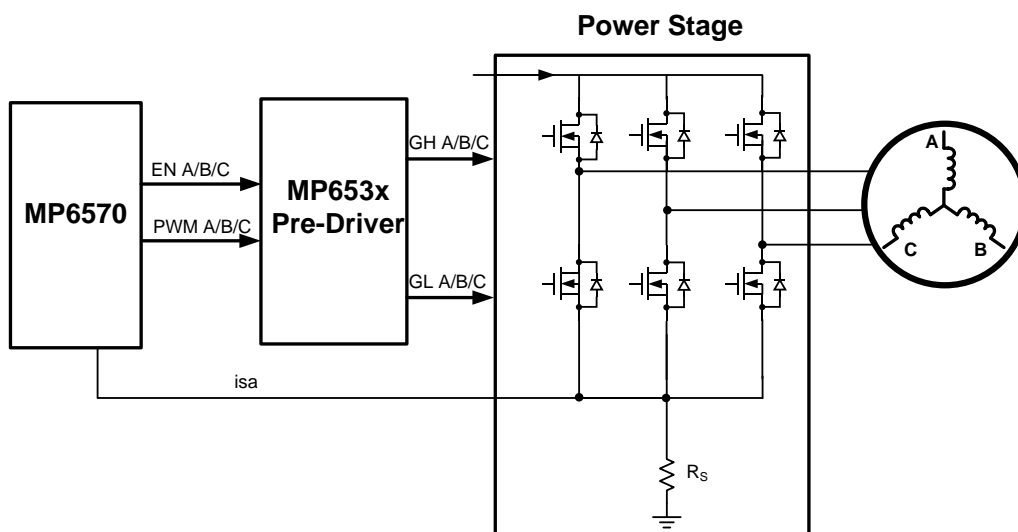 Power Stage
MP6570
EN A/B/C
PWM A/B/C
MP653x
Pre-Driver
GH A/B/C
GL A/B/C
A
C
B
isa
RS